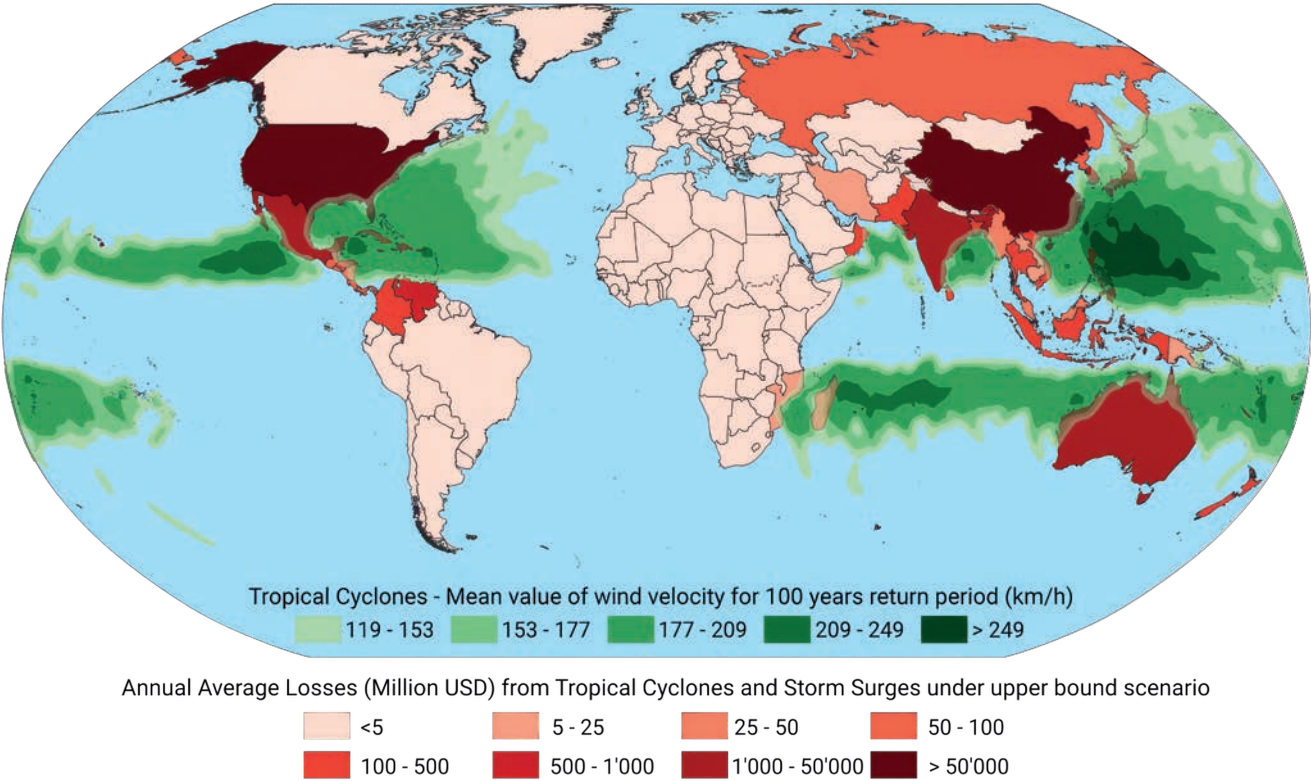 Tropical Cyclones - Mean value of wind velocity for 100 years return period (km/h)
119 - 153 153 - 177 177 - 209 209 - 249 > 249
Annual Average Losses (Million USD) from Tropical Cyclones and Storm Surges under upper bound scenario
<5 5 - 25 25 - 50 50 - 100
100 - 500 500 - 1'000 1'000 - 50'000 > 50'000